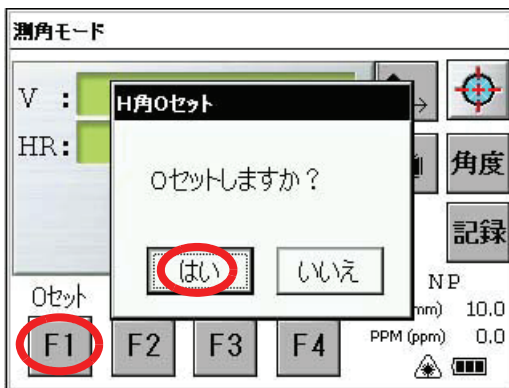 測角モード
V :
H角0セット
HR:
0セットしますか？
角度
はい
いいえ
記録
0セット
NP
mm)
10.0
F1
F2
F3
F4
PPM (ppm)
0.0